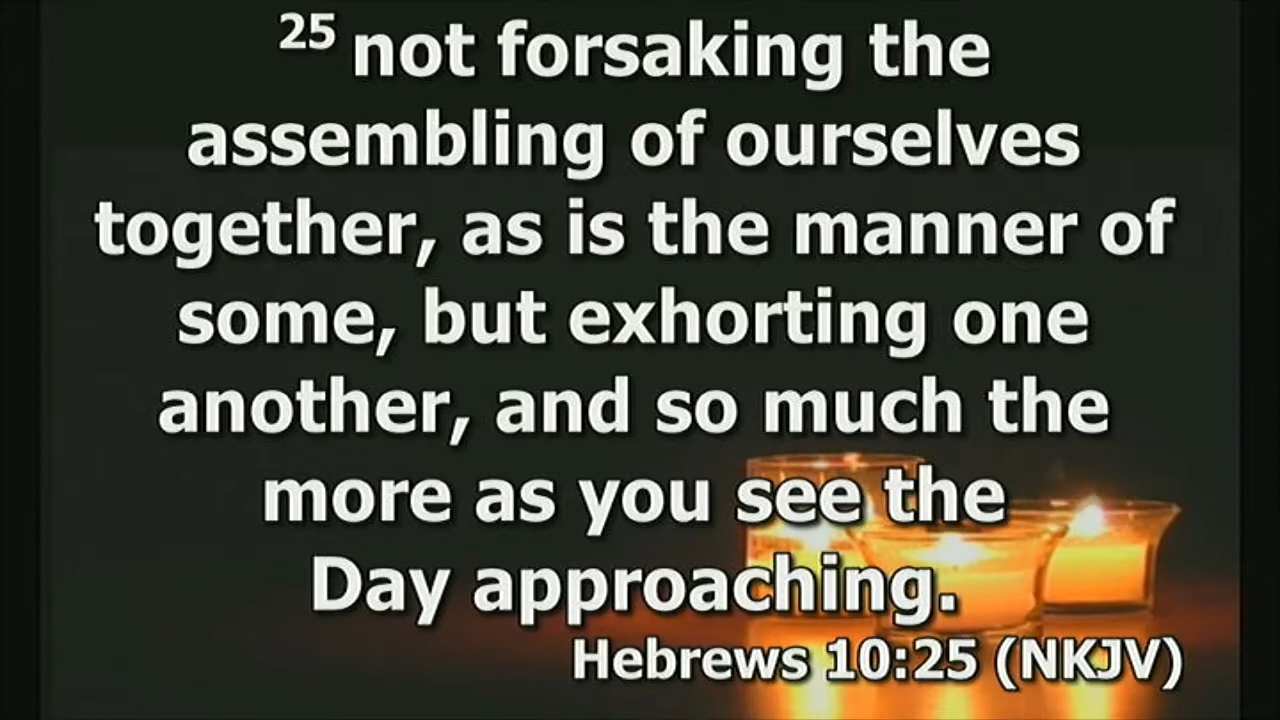 25 not forsaking the
assembling of ourselves
together, as is the manner of
some, but exhorting one
another, and so much the
more as you see the
Day approaching.
Hebrews 10:25 (NKJV)